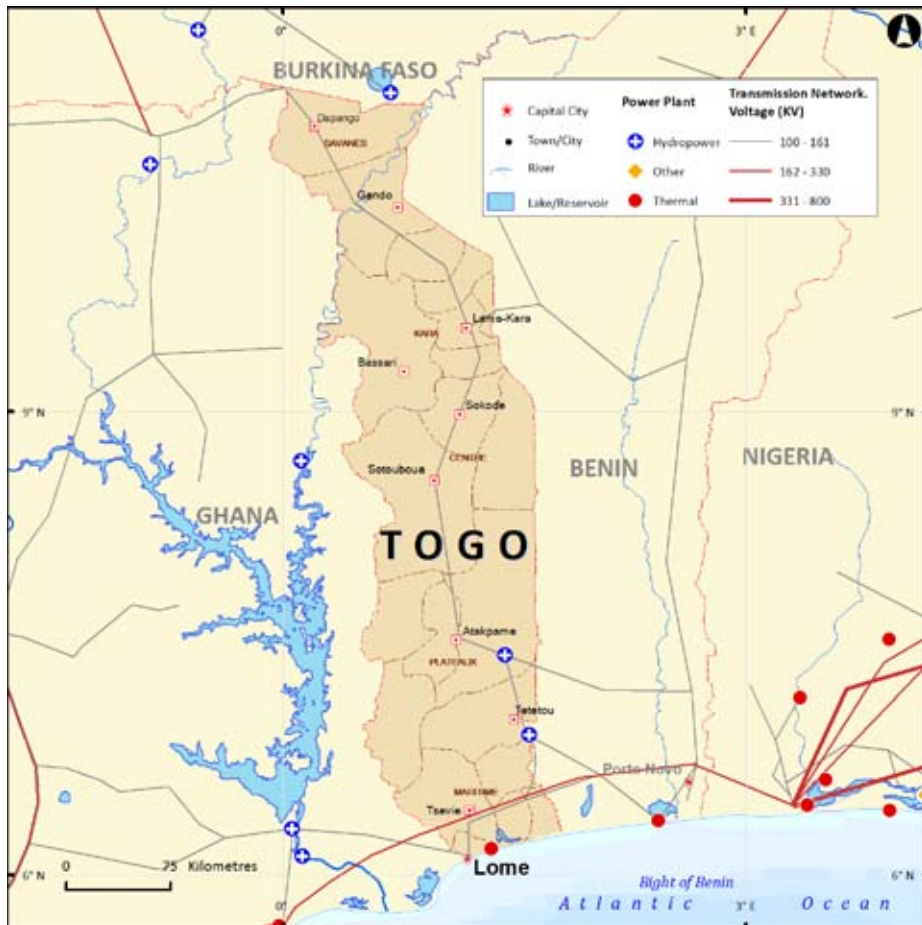 0°
3° E
BURKINA FASO
Capital City
Town/City
River
Lake/Reservoir
Power Plant
Hydropower
Other
Thermal
Transmission Network.
Voltage (KV)
100 - 161
162 - 330
331 - 800
Dapango
SAVANES
Gando
Lama-Kara
KARA
Bassari
9° N
Sokode
9° N
CENTRE
Sotouboua
BENIN
NIGERIA
GHANA
TOGO
Atakpame
PLATEAUX
Tetetou
Porto-Novo
MARITIME
Tsevie
0
75
Kilometres
Lome
6° N
6° N
Bight of Benin
Atlantic Ocean
0°
3° E